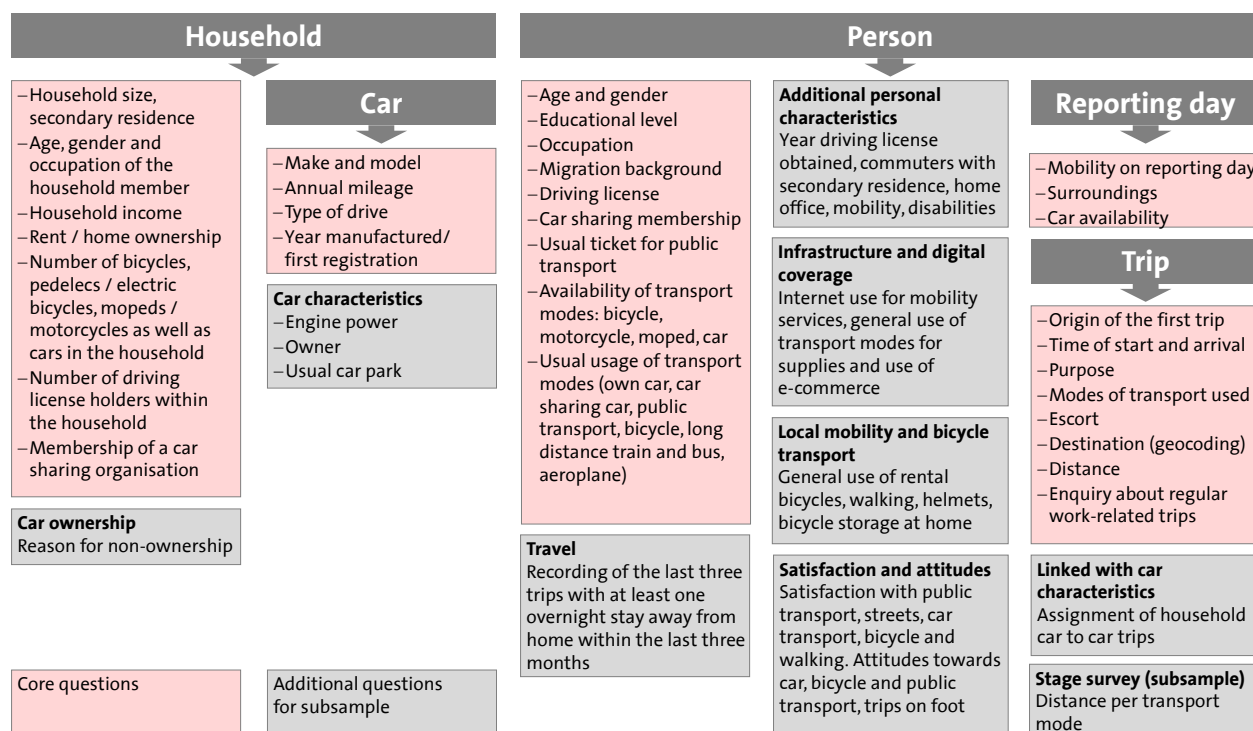 Household
–Household size,
secondary residence
–Age, gender and
occupation of the
household member
–Household income
–Rent / home ownership
–Number of bicycles,
pedelecs / electric
bicycles, mopeds /
motorcycles as well as
cars in the household
–Number of driving
license holders within
the household
–Membership of a car
sharing organisation
Car ownership
Reason for non-ownership
Car
–Make and model
–Annual mileage
–Type of drive
–Year manufactured/
first registration
Car characteristics
–Engine power
–Owner
–Usual car park
Core questions
Additional questions
for subsample
Person
–Age and gender
–Educational level
–Occupation
–Migration background
–Driving license
–Car sharing membership
–Usual ticket for public
transport
–Availability of transport
modes: bicycle,
motorcycle, moped, car
–Usual usage of transport
modes (own car, car
sharing car, public
transport, bicycle, long
distance train and bus,
aeroplane)
Travel
Recording of the last three
trips with at least one
overnight stay away from
home within the last three
months
Additional personal
characteristics
Year driving license
obtained, commuters with
secondary residence, home
office, mobility, disabilities
Infrastructure and digital
coverage
Internet use for mobility
services, general use of
transport modes for
supplies and use of
e-commerce
Local mobility and bicycle
transport
General use of rental
bicycles, walking, helmets,
bicycle storage at home
Satisfaction and attitudes
Satisfaction with public
transport, streets, car
transport, bicycle and
walking. Attitudes towards
car, bicycle and public
transport, trips on foot
Reporting day
–Mobility on reporting day
–Surroundings
–Car availability
Trip
–Origin of the first trip
–Time of start and arrival
–Purpose
–Modes of transport used
–Escort
–Destination (geocoding)
–Distance
–Enquiry about regular
work-related trips
Linked with car
characteristics
Assignment of household
car to car trips
Stage survey (subsample)
Distance per transport
mode